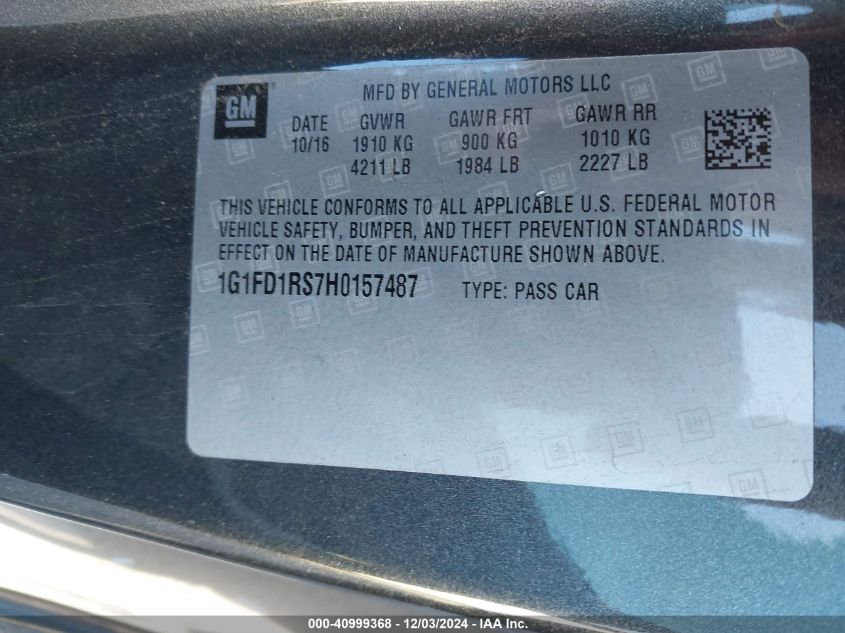 GM
MFD BY GENERAL MOTORS LLC
DATE GVWR GAWR FRT GAWR RR
10/16 1910 KG 900 KG 1010 KG
4211 LB 1984 LB 2227 LB
THIS VEHICLE CONFORMS TO ALL APPLICABLE U.S. FEDERAL MOTOR
VEHICLE SAFETY, BUMPER, AND THEFT PREVENTION STANDARDS IN
EFFECT ON THE DATE OF MANUFACTURE SHOWN ABOVE.
1G1FD1RS7H0157487 TYPE: PASS CAR
000-40999368 - 12/03/2024 - IAAI.com